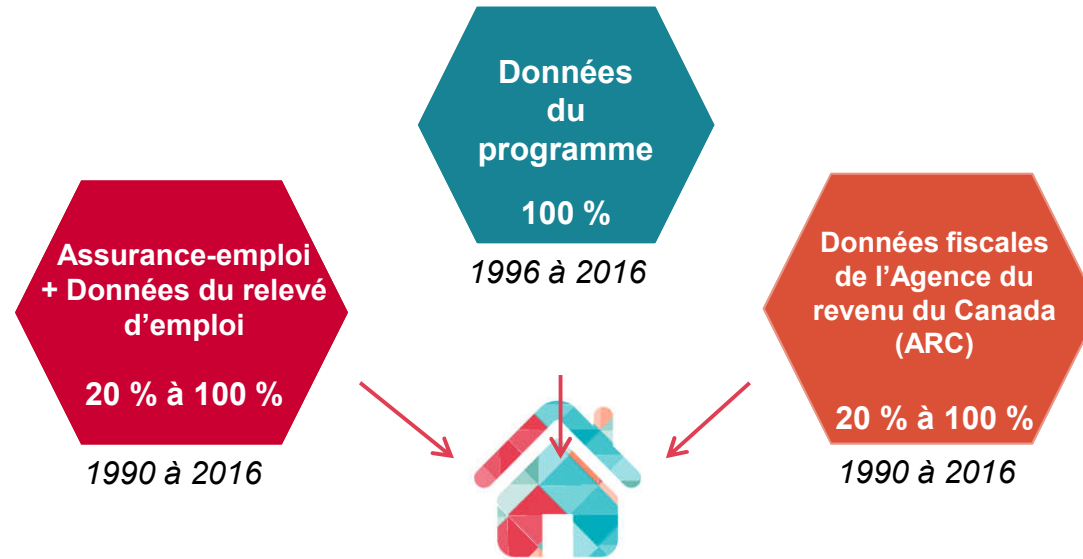 Données
du
programme
100 %
1996 à 2016
Assurance-emploi
+ Données du relevé
d’emploi
20 % à 100 %
1990 à 2016
Données fiscales
de l’Agence du
revenu du Canada
(ARC)
20 % à 100 %
1990 à 2016